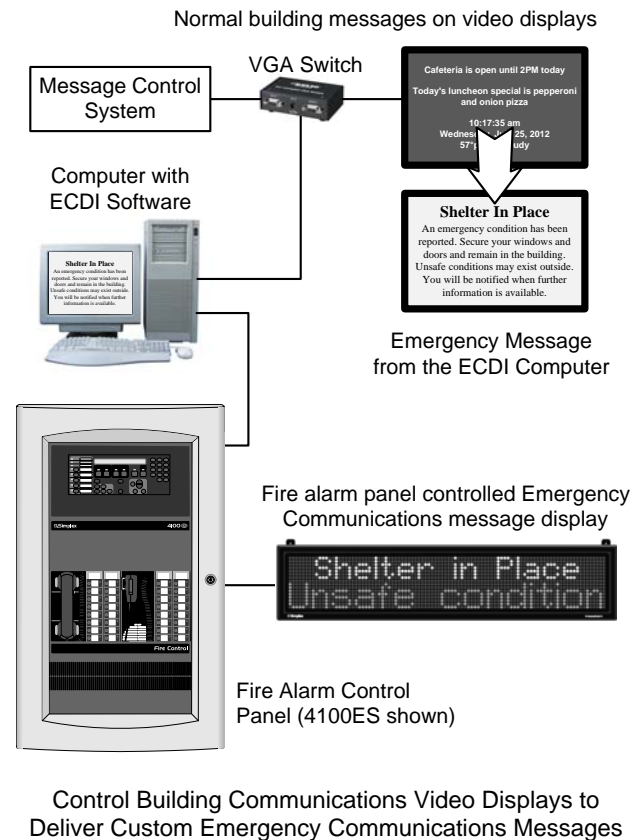 Normal building messages on video displays
VGA Switch
Message Control
System
Cafeteria is open until 2PM today
Today's luncheon special is pepperoni
and onion pizza
10:17:35 am
25, 2012
Computer with
ECDI Software
Shelter In Place
An emergency condition has been
reported. Secure your windows and
doors and remain in the building.
Unsafe conditions may exist outside.
You will be notified when further
information is available.
Shelter In Place
An emergency condition has been
reported. Secure your windows and
doors and remain in the building.
Unsafe conditions may exist outside.
You will be notified when further
information is available.
Emergency Message
from the ECDI Computer
Simplex
4100
Fire Control
Fire alarm panel controlled Emergency
Communications message display
Shelter in Place
Unsafe condition
Fire Alarm Control
Panel (4100ES shown)
Control Building Communications Video Displays to
Deliver Custom Emergency Communications Messages